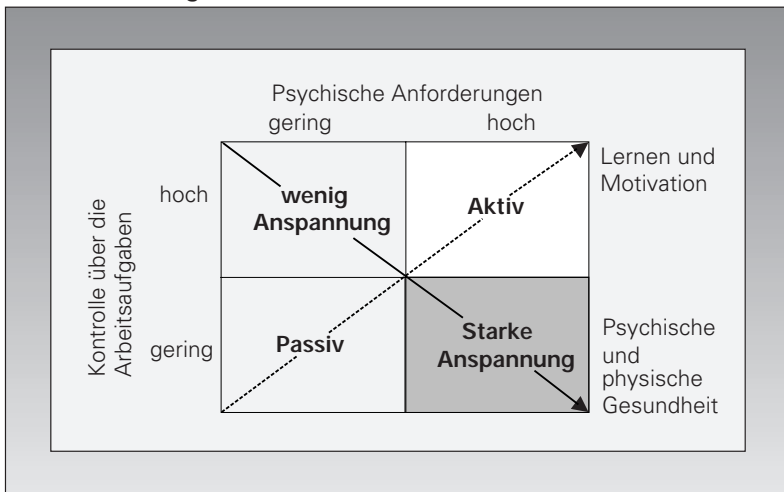 Psychische Anforderungen
gering hoch
Kontrolle über die
Arbeitsaufgaben
hoch
wenig
Anspannung
Aktiv
Lernen und
Motivation
gering
Passiv
Starke
Anspannung
Psychische
und
physische
Gesundheit